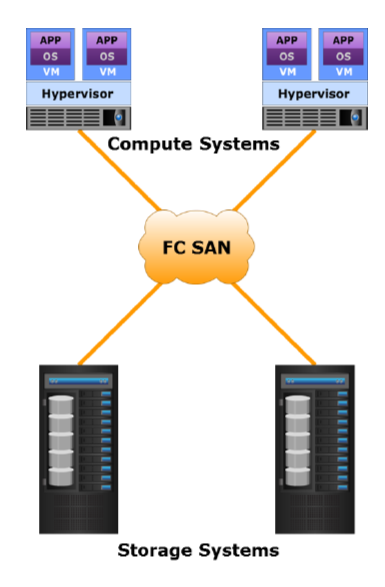 APP APP APP APP
OS OS OS OS
VM VM VM VM
Hypervisor Hypervisor
Compute Systems
FC SAN
Storage Systems